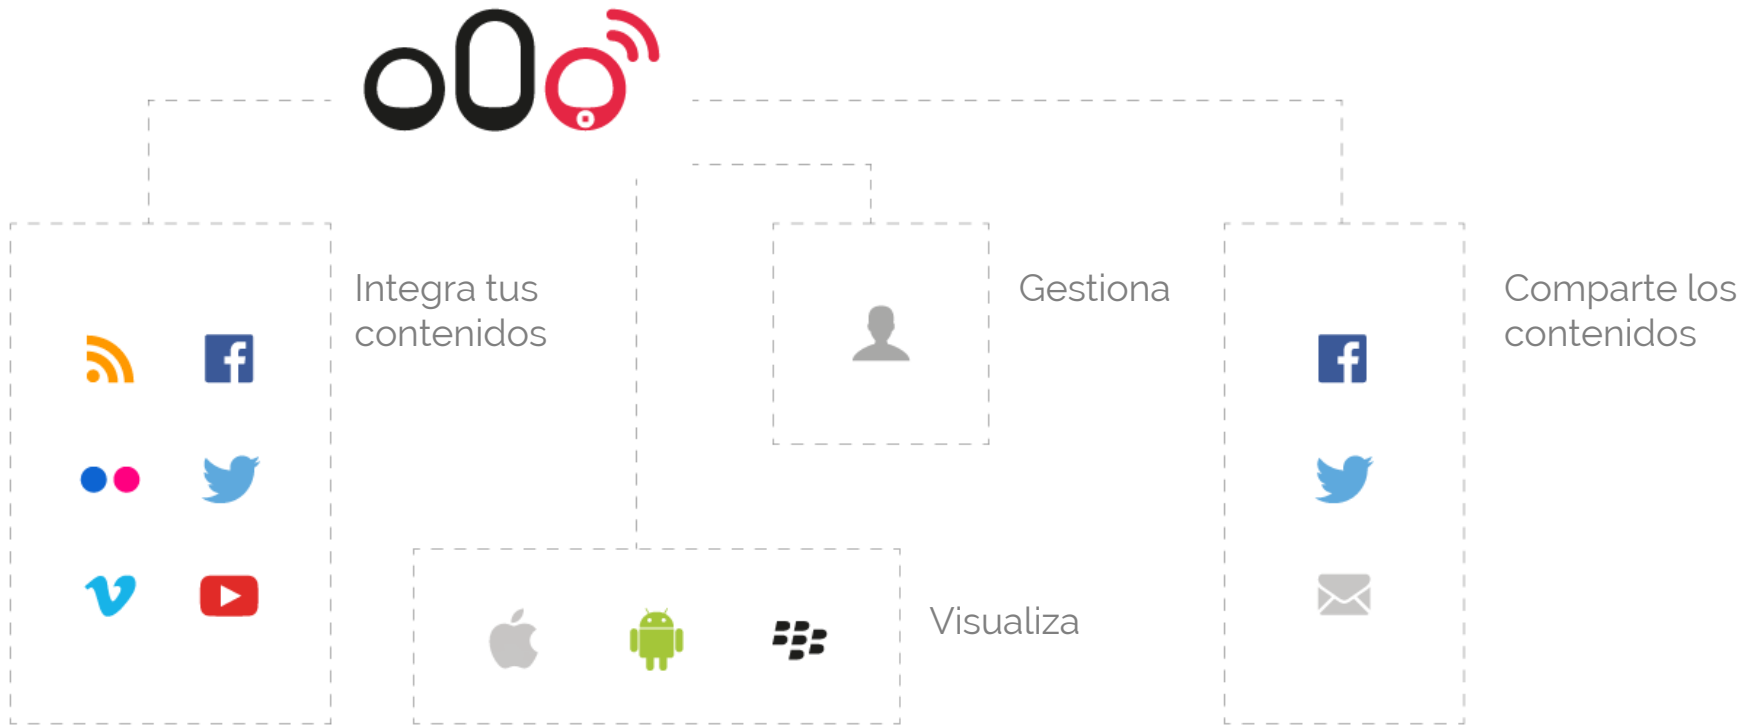 Integra tus
contenidos
Gestiona
Comparte los
contenidos
Visualiza